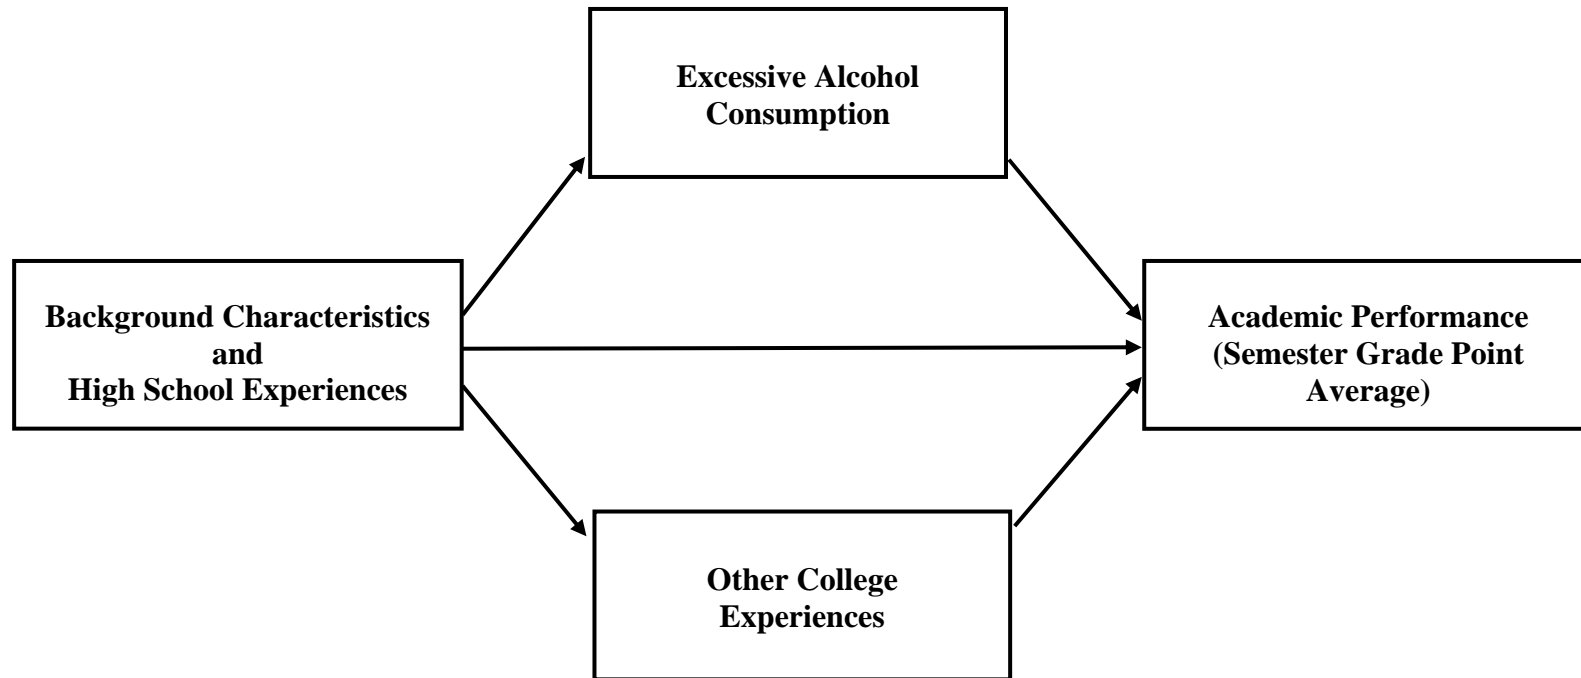 Excessive Alcohol
Consumption
Background Characteristics
and
High School Experiences
Academic Performance
(Semester Grade Point
Average)
Other College
Experiences